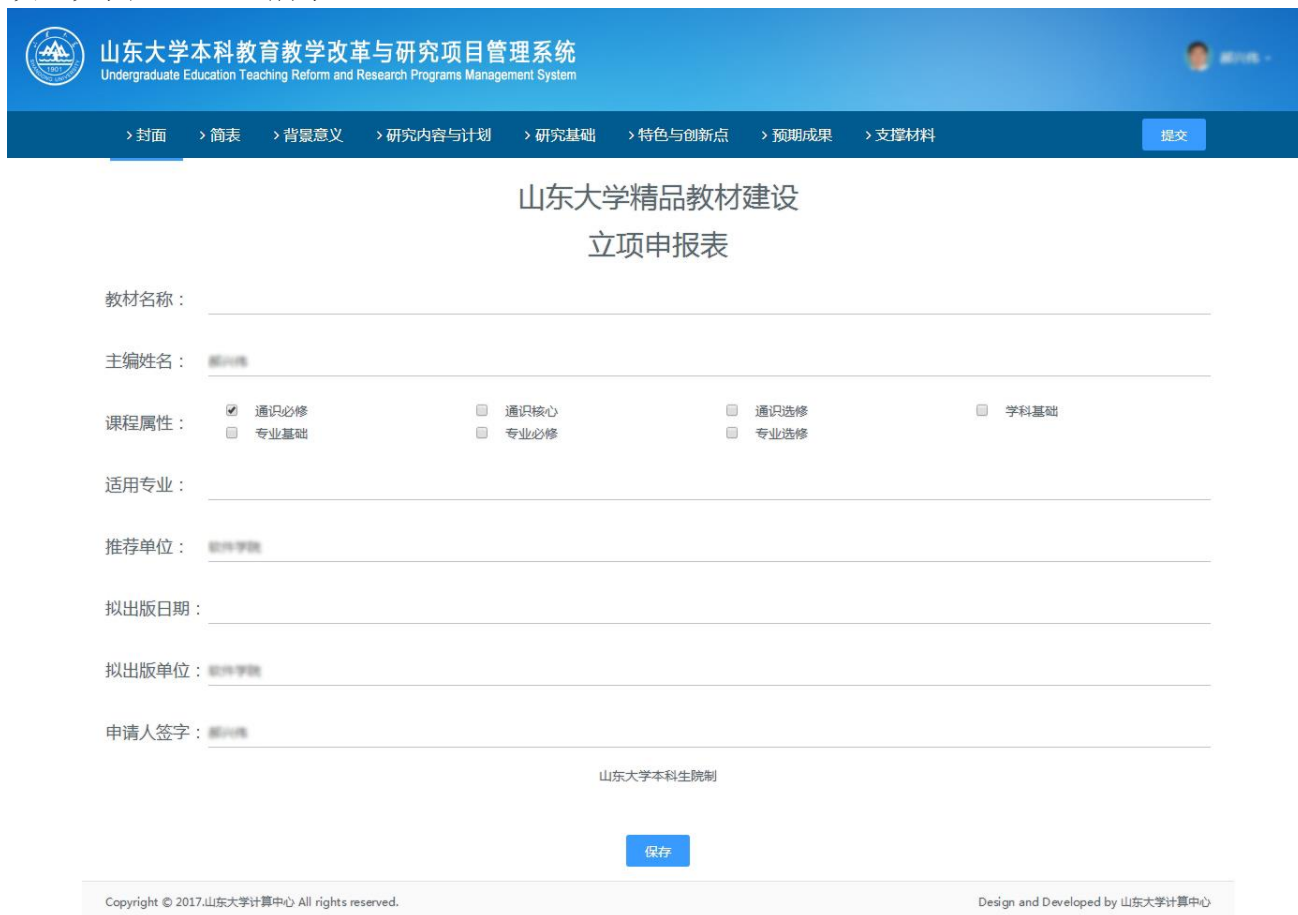 山东大学本科教育教学改革与研究项目管理系统
Undergraduate Education Teaching Reform and Research Programs Management System
>封面 >简表 >背景意义 >研究内容与计划 >研究基础 >特色与创新点 >预期成果 >支撑材料 提交
山东大学精品教材建设
立项申报表
教材名称：
主编姓名：
课程属性： 通识必修 通识核心 通识选修 学科基础
专业基础 专业必修 专业选修
适用专业：
推荐单位： 软件学院
拟出版日期：
拟出版单位： 软件学院
申请人签字：
山东大学本科生院制
保存
Copyright © 2017.山东大学计算中心 All rights reserved. Design and Developed by 山东大学计算中心